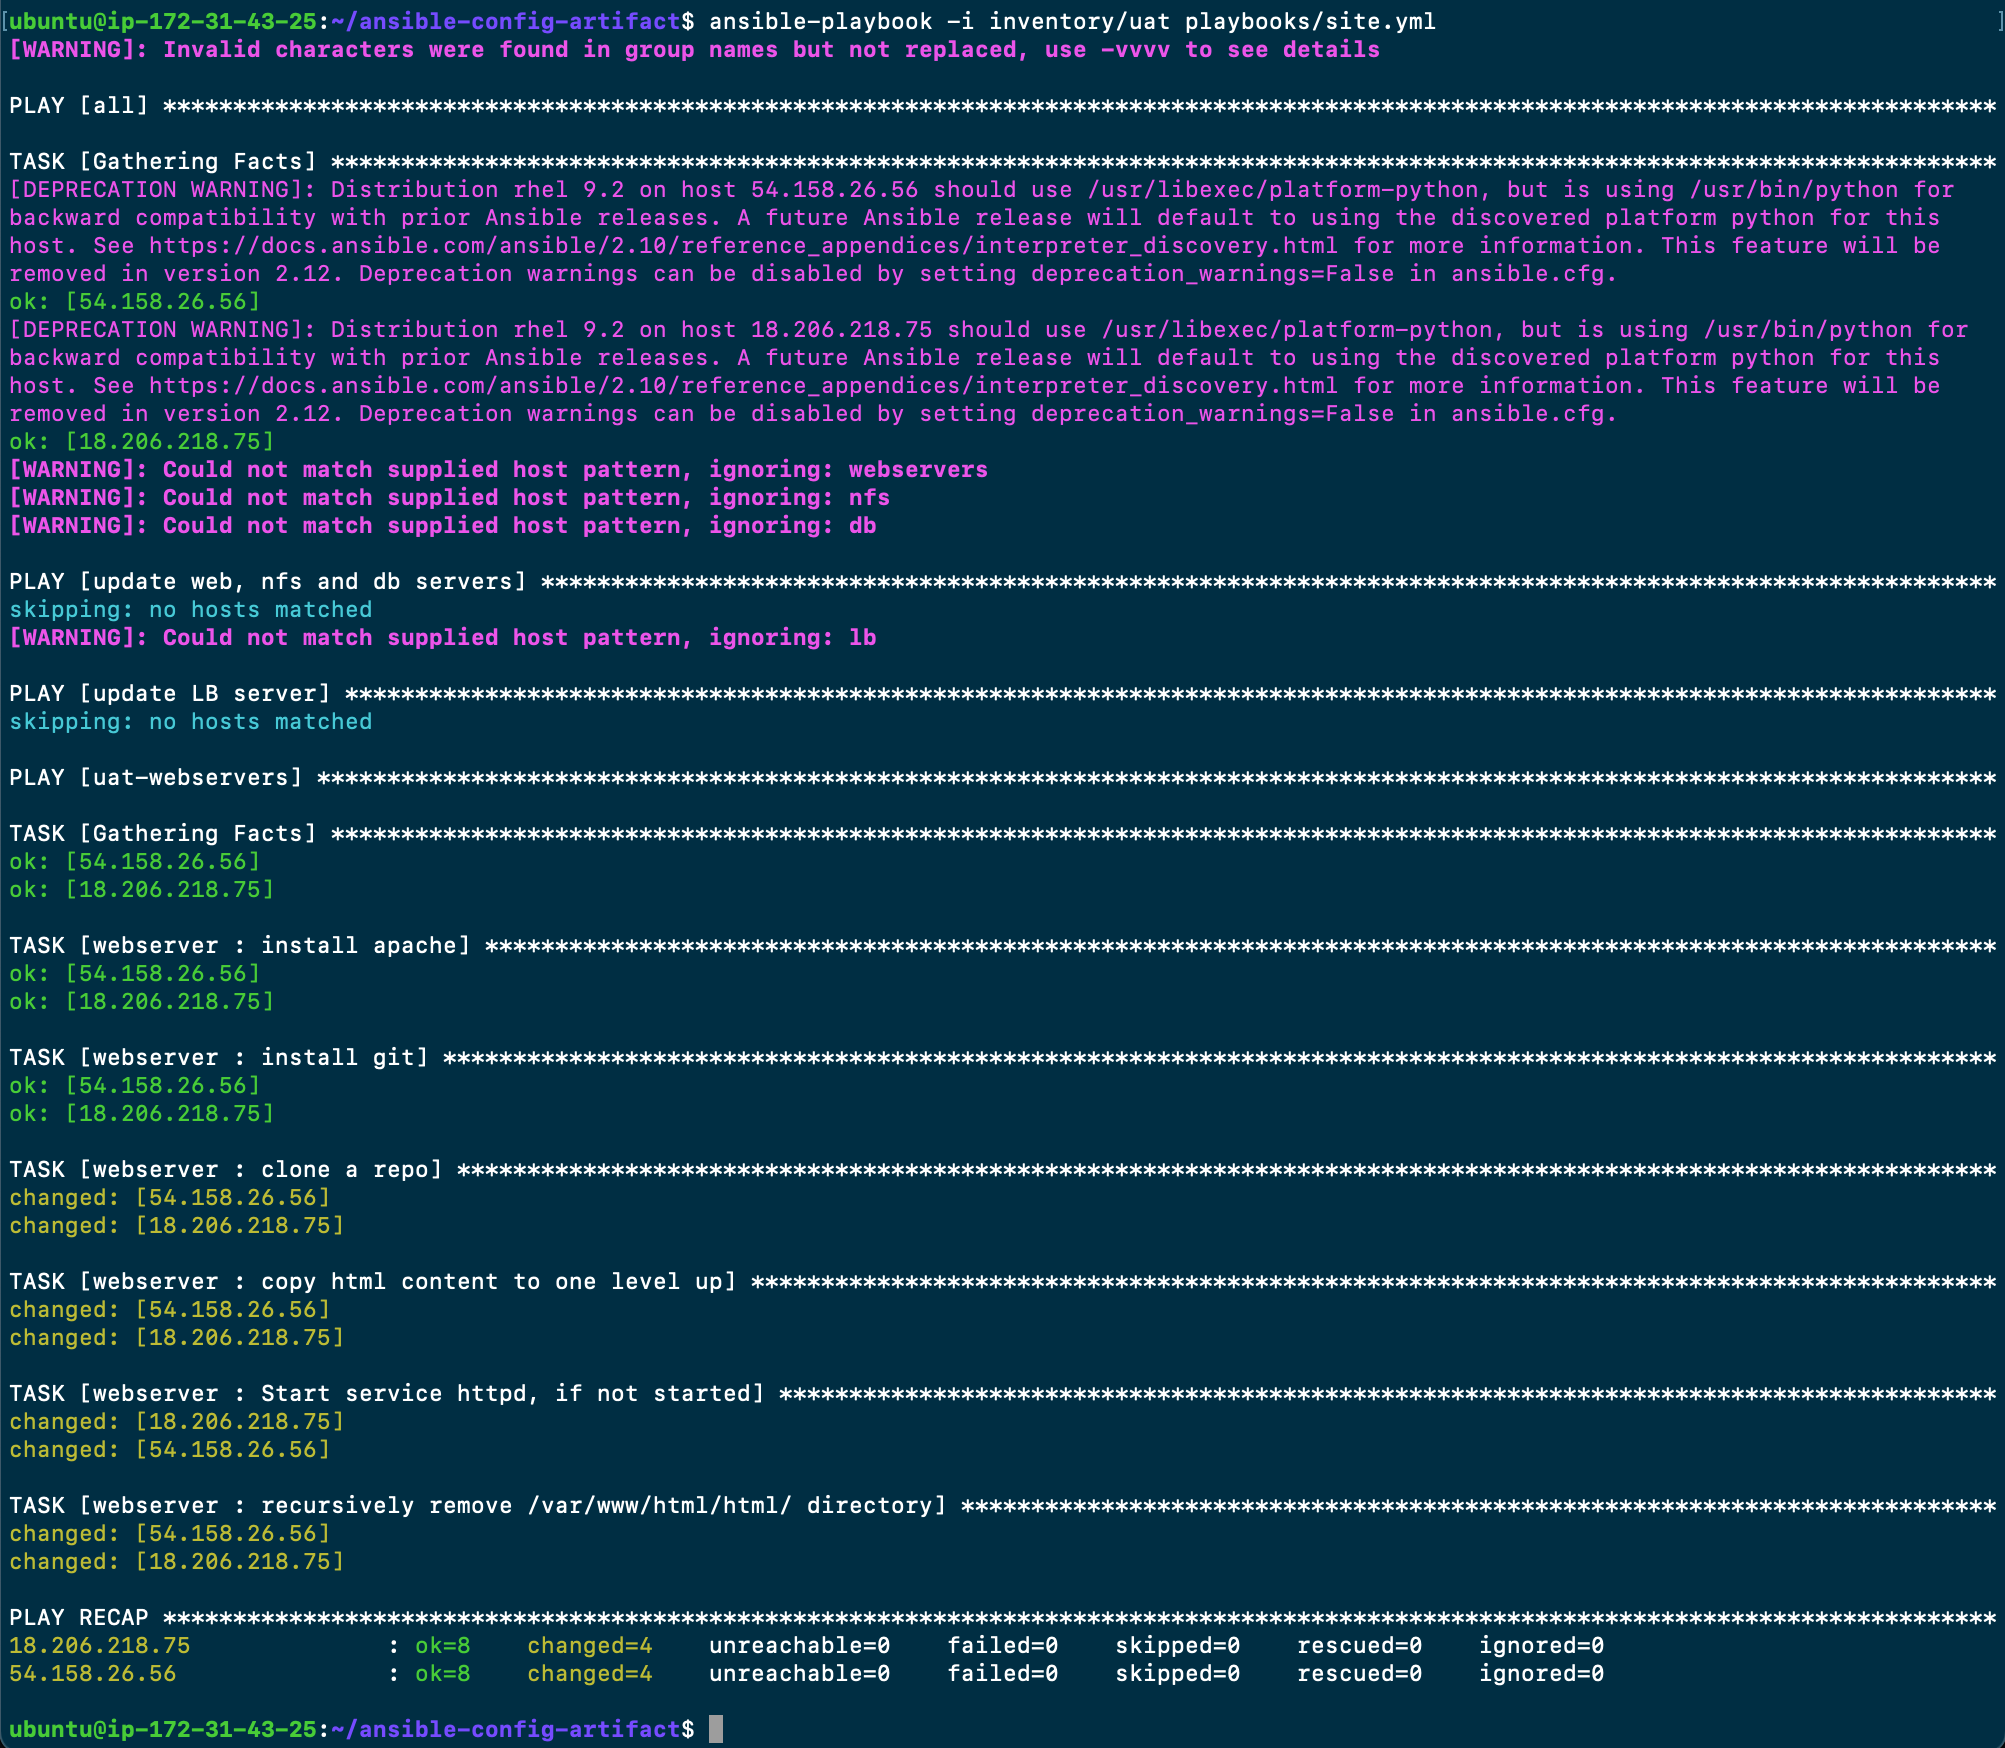 [ubuntu@ip-172-31-43-25:~/ansible-config-artifact$ ansible-playbook -i inventory/uat playbooks/site.yml ]
[WARNING]: Invalid characters were found in group names but not replaced, use -vvvv to see details
PLAY [all] ***********************************************************************************************************************************
TASK [Gathering Facts] ***********************************************************************************************************************
[DEPRECATION WARNING]: Distribution rhel 9.2 on host 54.158.26.56 should use /usr/libexec/platform-python, but is using /usr/bin/python for
backward compatibility with prior Ansible releases. A future Ansible release will default to using the discovered platform python for this
host. See https://docs.ansible.com/ansible/2.10/reference_appendices/interpreter_discovery.html for more information. This feature will be
removed in version 2.12. Deprecation warnings can be disabled by setting deprecation_warnings=False in ansible.cfg.
ok: [54.158.26.56]
[DEPRECATION WARNING]: Distribution rhel 9.2 on host 18.206.218.75 should use /usr/libexec/platform-python, but is using /usr/bin/python for
backward compatibility with prior Ansible releases. A future Ansible release will default to using the discovered platform python for this
host. See https://docs.ansible.com/ansible/2.10/reference_appendices/interpreter_discovery.html for more information. This feature will be
removed in version 2.12. Deprecation warnings can be disabled by setting deprecation_warnings=False in ansible.cfg.
ok: [18.206.218.75]
[WARNING]: Could not match supplied host pattern, ignoring: webservers
[WARNING]: Could not match supplied host pattern, ignoring: nfs
[WARNING]: Could not match supplied host pattern, ignoring: db
PLAY [update web, nfs and db servers] ********************************************************************************************************
skipping: no hosts matched
[WARNING]: Could not match supplied host pattern, ignoring: lb
PLAY [update LB server] **********************************************************************************************************************
skipping: no hosts matched
PLAY [uat-webservers] ************************************************************************************************************************
TASK [Gathering Facts] ***********************************************************************************************************************
ok: [54.158.26.56]
ok: [18.206.218.75]
TASK [webserver : install apache] ************************************************************************************************************
ok: [54.158.26.56]
ok: [18.206.218.75]
TASK [webserver : install git] ***************************************************************************************************************
ok: [54.158.26.56]
ok: [18.206.218.75]
TASK [webserver : clone a repo] **************************************************************************************************************
changed: [54.158.26.56]
changed: [18.206.218.75]
TASK [webserver : copy html content to one level up] *****************************************************************************************
changed: [54.158.26.56]
changed: [18.206.218.75]
TASK [webserver : Start service httpd, if not started] ***************************************************************************************
changed: [18.206.218.75]
changed: [54.158.26.56]
TASK [webserver : recursively remove /var/www/html/html/ directory] **************************************************************************
changed: [54.158.26.56]
changed: [18.206.218.75]
PLAY RECAP ***********************************************************************************************************************************
18.206.218.75              : ok=8    changed=4    unreachable=0    failed=0    skipped=0    rescued=0    ignored=0
54.158.26.56               : ok=8    changed=4    unreachable=0    failed=0    skipped=0    rescued=0    ignored=0
ubuntu@ip-172-31-43-25:~/ansible-config-artifact$